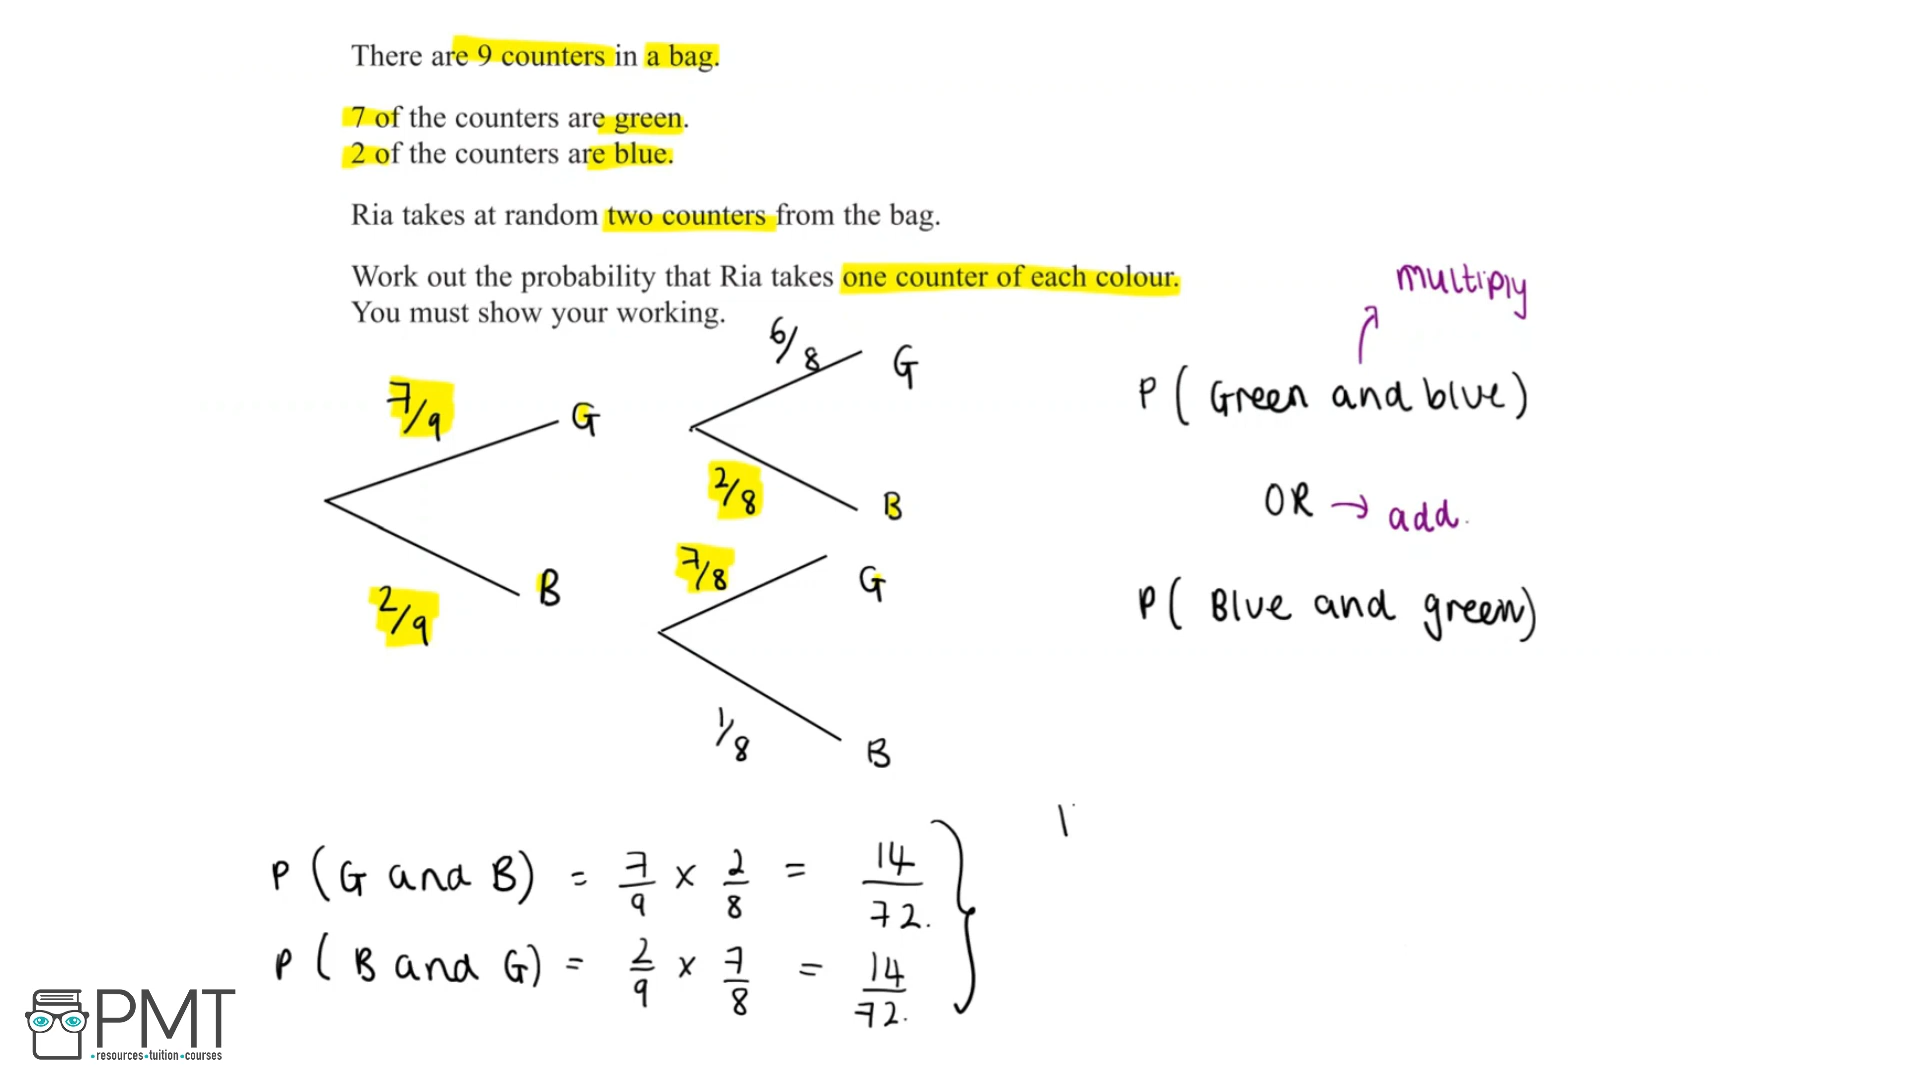 There are 9 counters in a bag.
7 of the counters are green.
2 of the counters are blue.
Ria takes at random two counters from the bag.
Work out the probability that Ria takes one counter of each colour.
You must show your working.
multiply
6/8 G
7/9 G
P ( Green and blue )
2/8 B
OR → add.
7/8 G
2/9 B
P ( Blue and green )
1/8 B
P ( G and B ) = 7/9 × 2/8 = 14/72.
P ( B and G ) = 2/9 × 7/8 = 14/72.
PMT
•resources•tuition•courses